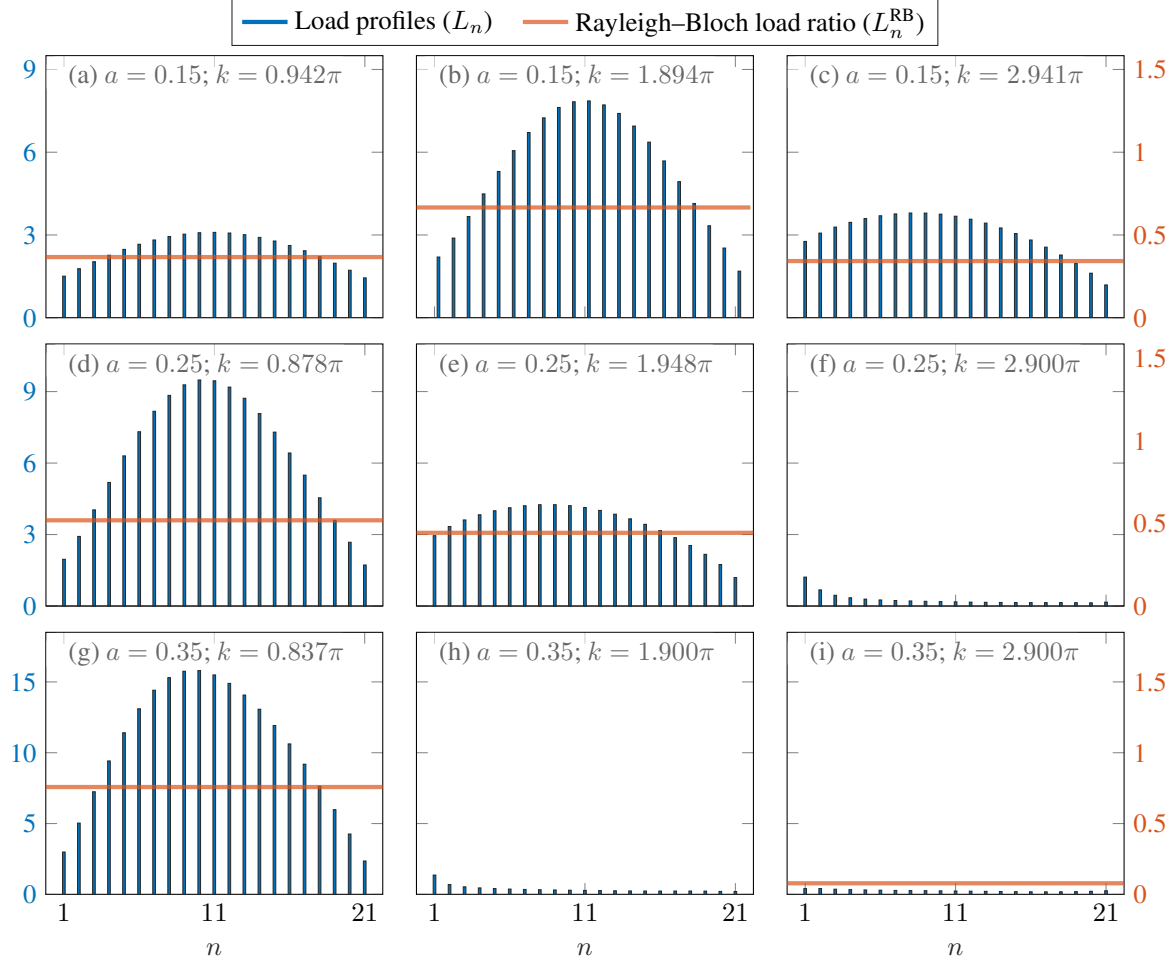 Load profiles (Lₙ) Rayleigh–Bloch load ratio (Lₙᴿᴮ)
(a) a = 0.15; k = 0.942π (b) a = 0.15; k = 1.894π (c) a = 0.15; k = 2.941π
9 1.5
6 1
3 0.5
0 0
(d) a = 0.25; k = 0.878π (e) a = 0.25; k = 1.948π (f) a = 0.25; k = 2.900π
9 1.5
6 1
3 0.5
0 0
(g) a = 0.35; k = 0.837π (h) a = 0.35; k = 1.900π (i) a = 0.35; k = 2.900π
15 1.5
10 1
5 0.5
0 0
1 11 21 1 11 21 1 11 21
n n n